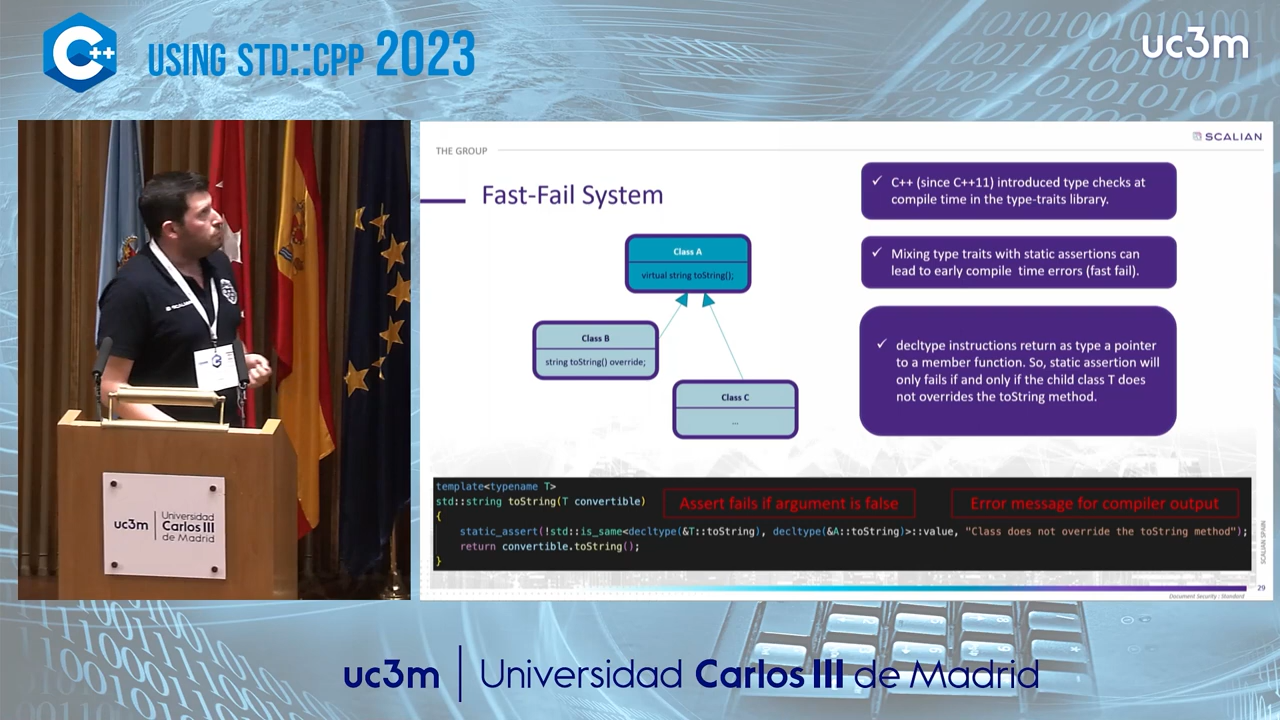 C++
USING STD::CPP 2023
uc3m
SCALIAN
THE GROUP
SCALIAN
Fast-Fail System
✓ C++ (since C++11) introduced type checks at
compile time in the type-traits library.
Class A
virtual string toString();
✓ Mixing type traits with static assertions can
lead to early compile time errors (fast fail).
Class B
string toString() override;
✓ decltype instructions return as type a pointer
to a member function. So, static assertion will
only fails if and only if the child class T does
not overrides the toString method.
Class C
...
template<typename T>
std::string toString(T convertible)
Assert fails if argument is false
Error message for compiler output
{
static_assert(!std::is_same<decltype(&T::toString), decltype(&A::toString)>::value, "Class does not override the toString method");
return convertible.toString();
}
SCALIAN SPAIN
29
Document Security : Standard
uc3m
Universidad
Carlos III
de Madrid
uc3m | Universidad Carlos III de Madrid